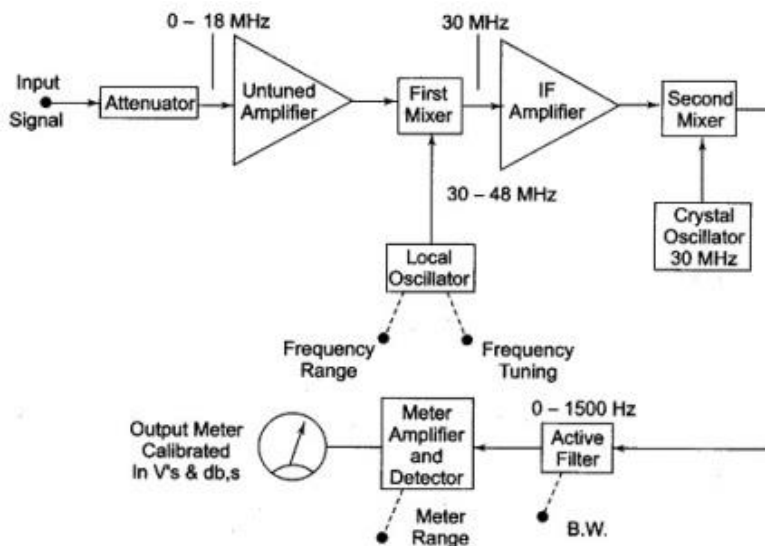 0 – 18 MHz
30 MHz
Input
Signal
Attenuator
Untuned
Amplifier
First
Mixer
IF
Amplifier
Second
Mixer
30 – 48 MHz
Crystal
Oscillator
30 MHz
Local
Oscillator
Frequency
Range
Frequency
Tuning
Output Meter
Calibrated
In V's & db,s
Meter
Amplifier
and
Detector
0 – 1500 Hz
Active
Filter
Meter
Range
B.W.